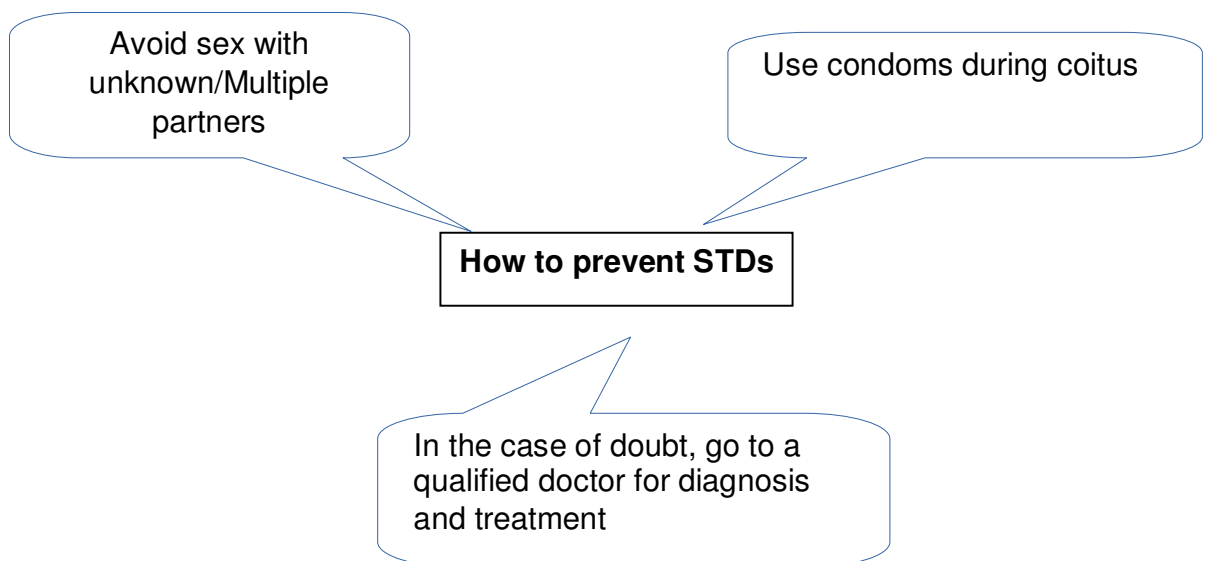 Avoid sex with
unknown/Multiple
partners
Use condoms during coitus
How to prevent STDs
In the case of doubt, go to a
qualified doctor for diagnosis
and treatment